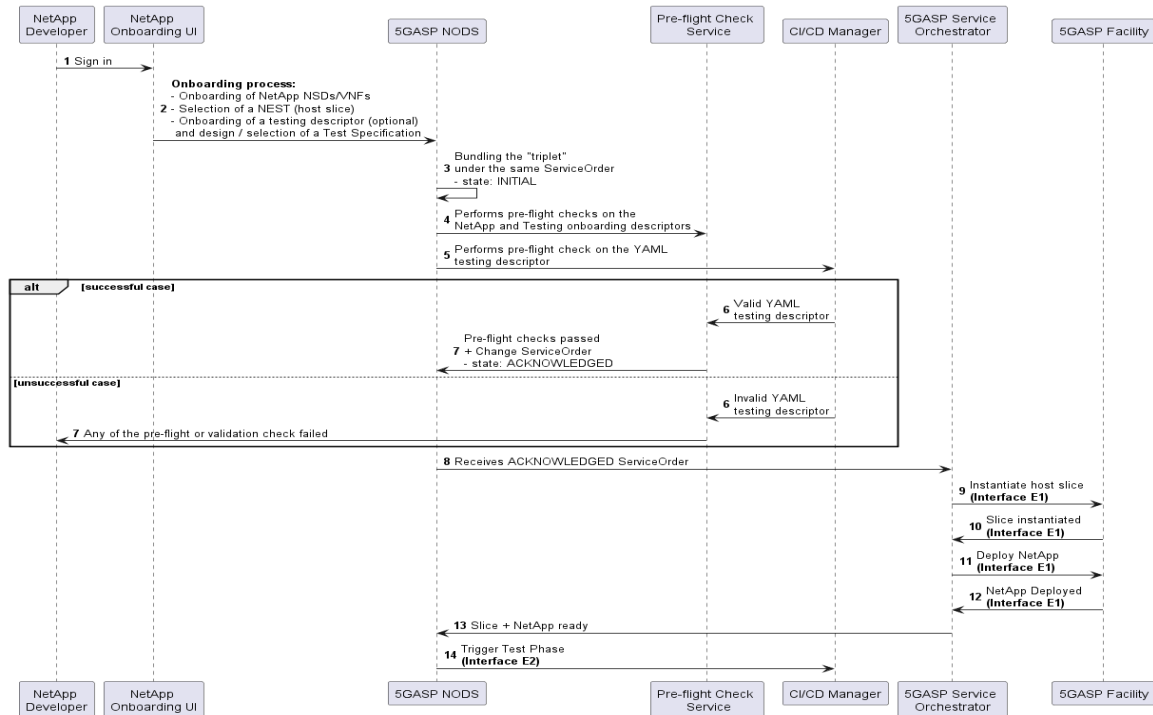 NetApp
Developer
NetApp
Onboarding UI
5GASP NODS
Pre-flight Check
Service
CI/CD Manager
5GASP Service
Orchestrator
5GASP Facility
1 Sign in
Onboarding process:
- Onboarding of NetApp NSDs/VNFs
2 - Selection of a NEST (host slice)
- Onboarding of a testing descriptor (optional)
and design / selection of a Test Specification
Bundling the "triplet"
3 under the same ServiceOrder
- state: INITIAL
4 Performs pre-flight checks on the
NetApp and Testing onboarding descriptors
5 Performs pre-flight check on the YAML
testing descriptor
alt [successful case]
6 Valid YAML
testing descriptor
Pre-flight checks passed
7 + Change ServiceOrder
- state: ACKNOWLEDGED
[unsuccessful case]
6 Invalid YAML
testing descriptor
7 Any of the pre-flight or validation check failed
8 Receives ACKNOWLEDGED ServiceOrder
9 Instantiate host slice
(Interface E1)
10 Slice instantiated
(Interface E1)
11 Deploy NetApp
(Interface E1)
12 NetApp Deployed
(Interface E1)
13 Slice + NetApp ready
14 Trigger Test Phase
(Interface E2)
NetApp
Developer
NetApp
Onboarding UI
5GASP NODS
Pre-flight Check
Service
CI/CD Manager
5GASP Service
Orchestrator
5GASP Facility